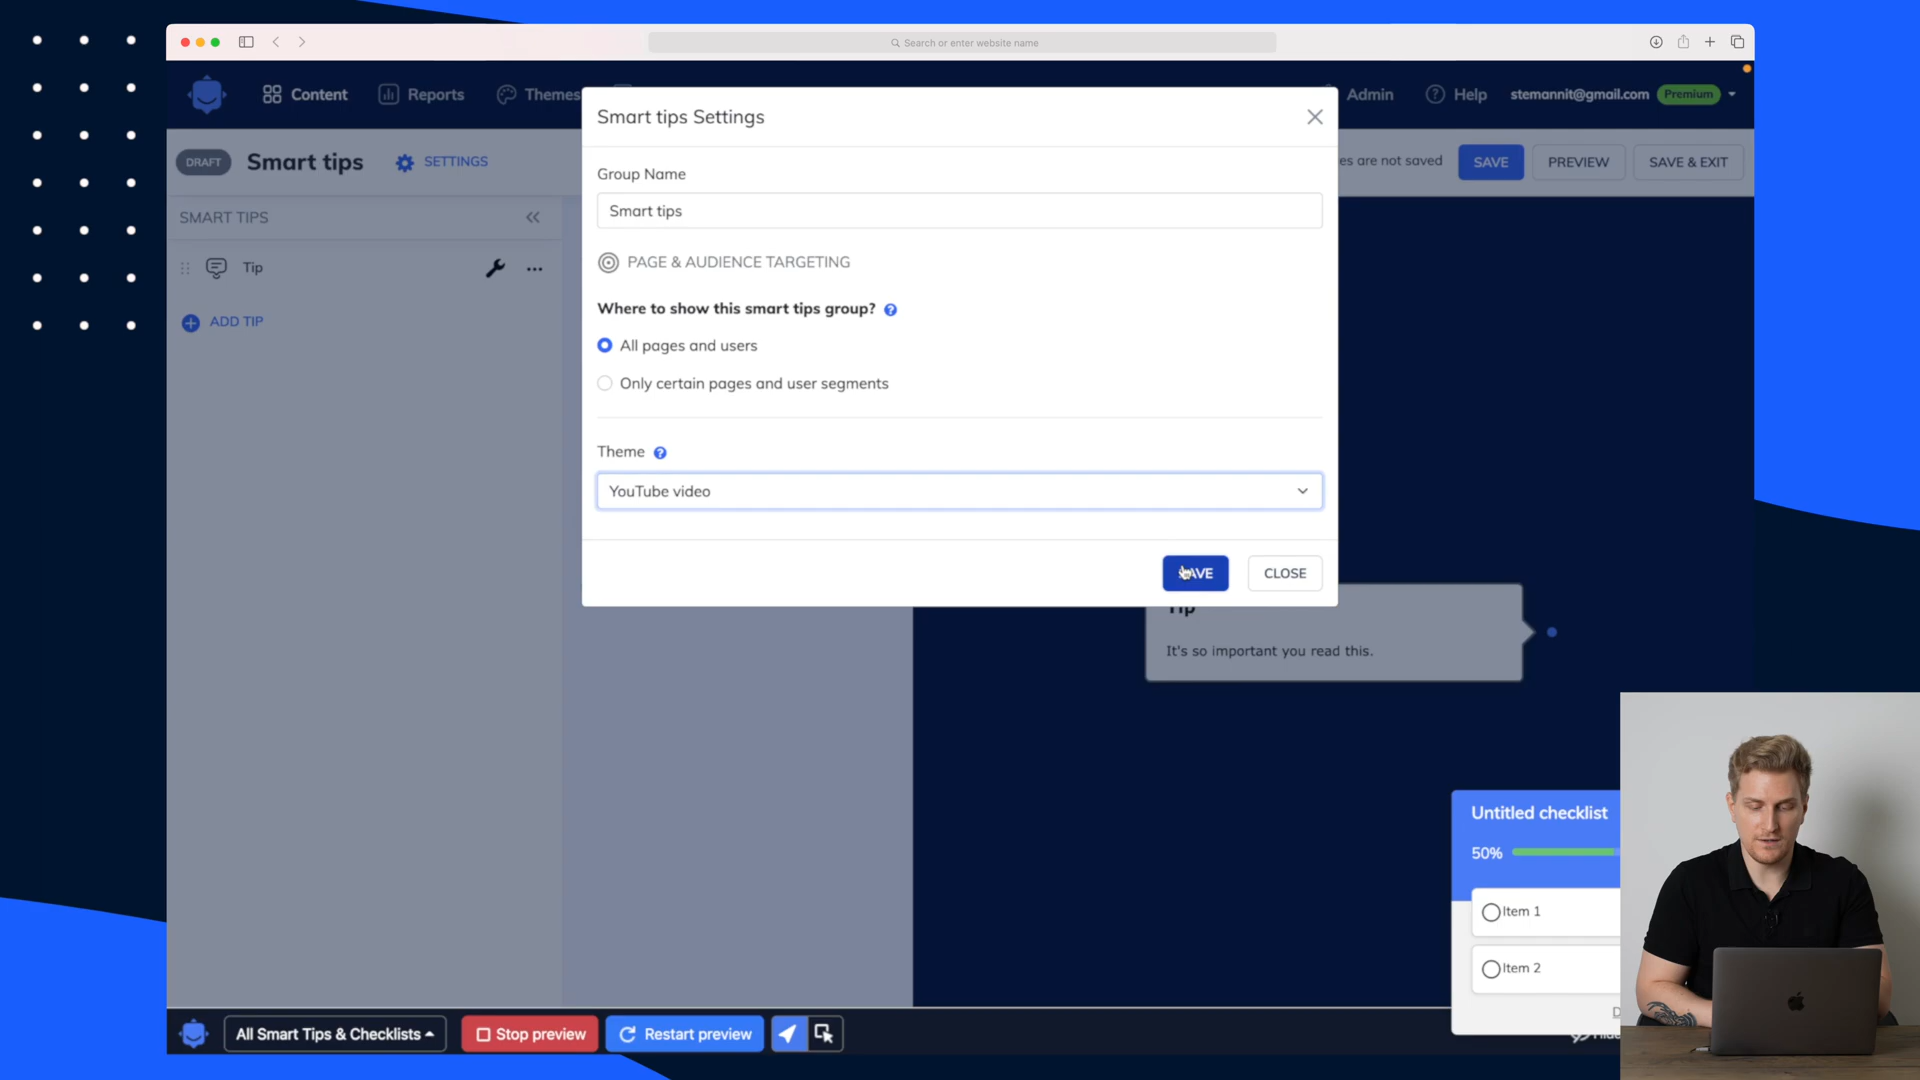 Search or enter website name
Content
Reports
Themes
Admin
Help
stemannit@gmail.com
Premium
DRAFT
Smart tips
SETTINGS
es are not saved
SAVE
PREVIEW
SAVE & EXIT
SMART TIPS
Tip
ADD TIP
Smart tips Settings
Group Name
Smart tips
PAGE & AUDIENCE TARGETING
Where to show this smart tips group?
All pages and users
Only certain pages and user segments
Theme
YouTube video
SAVE
CLOSE
Tip
It's so important you read this.
Untitled checklist
50%
Item 1
Item 2
All Smart Tips & Checklists
Stop preview
Restart preview